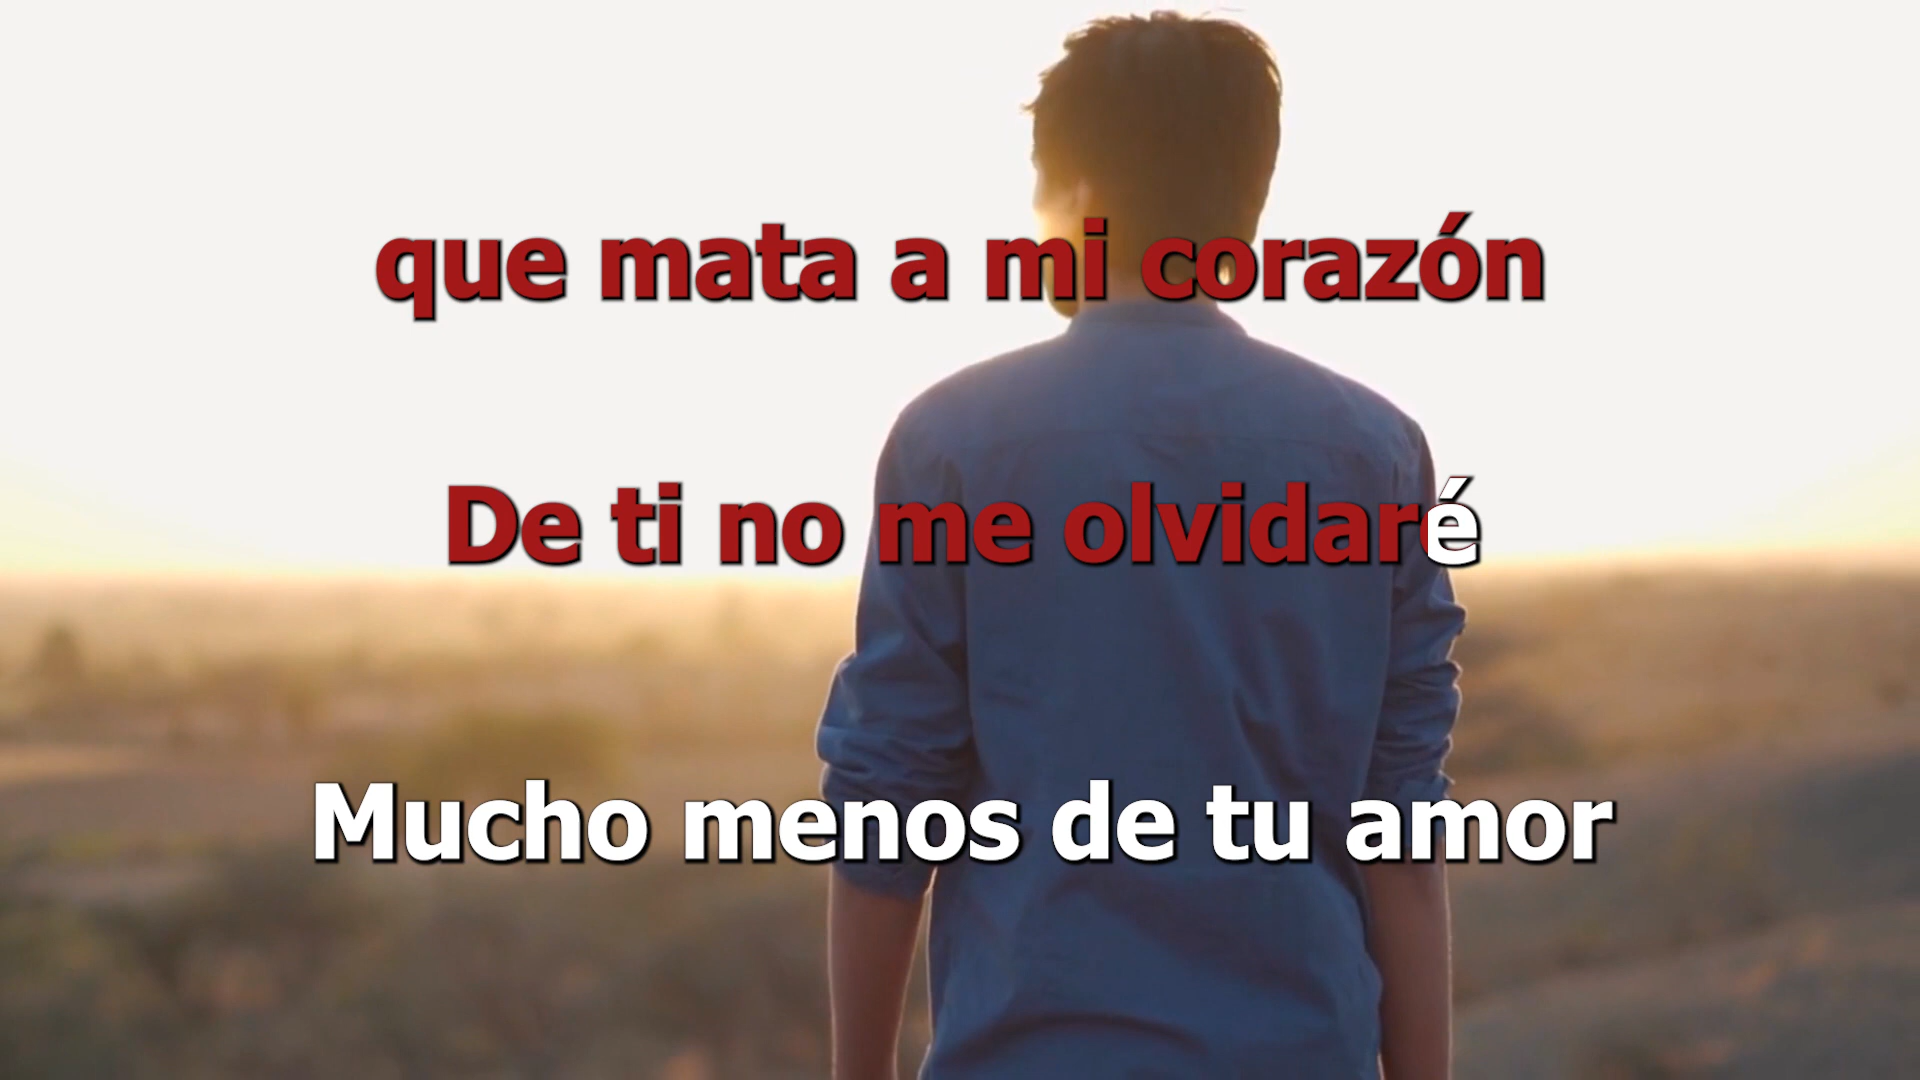 que mata a mi corazón
De ti no me olvidaré
Mucho menos de tu amor